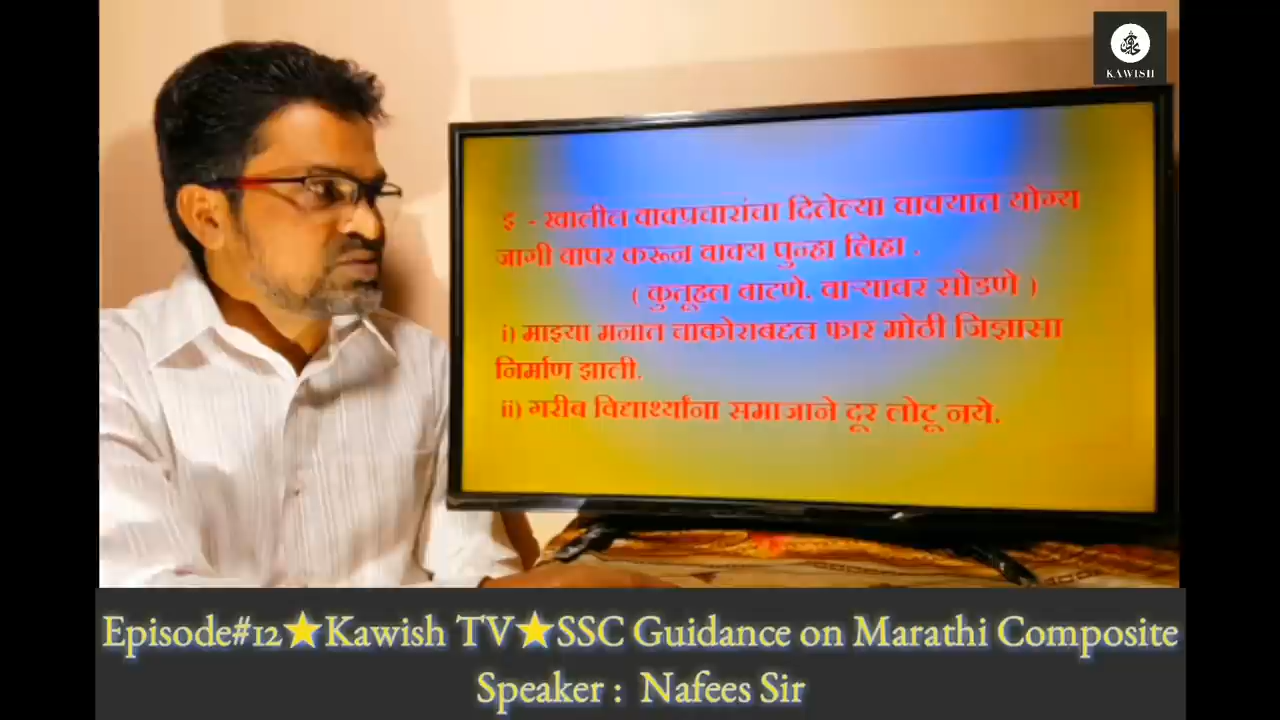 KAWISH
इ - खालील वाक्प्रचारांचा दितेल्या वाक्यात योग्य
जागी वापर करून वाक्य पुन्हा लिहा .
( कुतूहल वाटणे. वाऱ्यावर सोडणे )
i) माझ्या मनात चाकोराबद्दल फार मोठी जिज्ञासा
निर्माण झाली.
ii) गरीब विद्यार्थ्यांना समाजाने दूर लोटू नये.
Episode#12★Kawish TV★SSC Guidance on Marathi Composite
Speaker : Nafees Sir